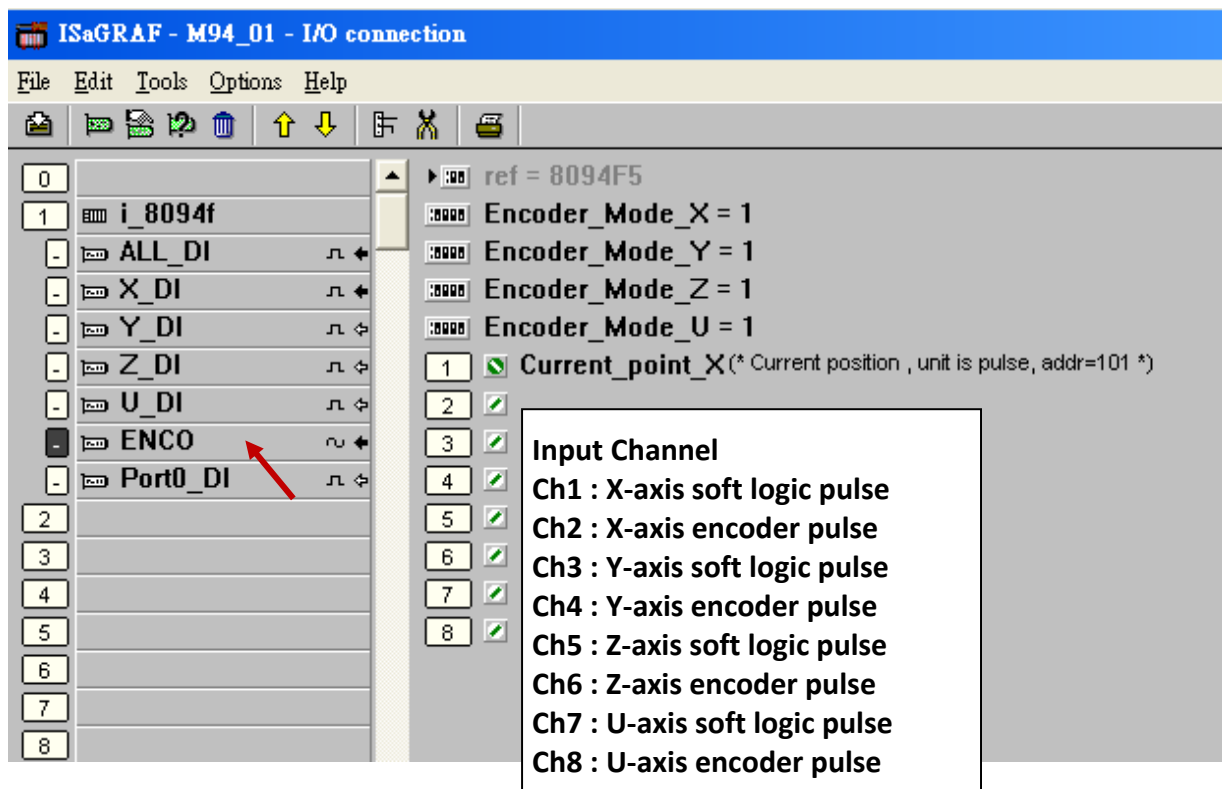 ISaGRAF - M94_01 - I/O connection
File Edit Tools Options Help
0
1 i_8094f
- ALL_DI
- X_DI
- Y_DI
- Z_DI
- U_DI
- ENCO
- Port0_DI
2
3
4
5
6
7
8
ref = 8094F5
Encoder_Mode_X = 1
Encoder_Mode_Y = 1
Encoder_Mode_Z = 1
Encoder_Mode_U = 1
1 Current_point_X (* Current position , unit is pulse, addr=101 *)
2
3
4
5
6
7
8
Input Channel
Ch1 : X-axis soft logic pulse
Ch2 : X-axis encoder pulse
Ch3 : Y-axis soft logic pulse
Ch4 : Y-axis encoder pulse
Ch5 : Z-axis soft logic pulse
Ch6 : Z-axis encoder pulse
Ch7 : U-axis soft logic pulse
Ch8 : U-axis encoder pulse